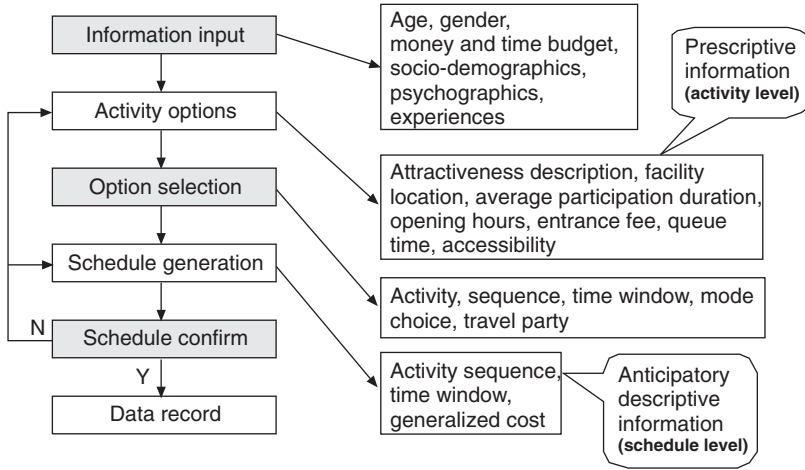 Information input
Activity options
Option selection
Schedule generation
N
Schedule confirm
Y
Data record
Age, gender,
money and time budget,
socio-demographics,
psychographics,
experiences
Prescriptive
information
(activity level)
Attractiveness description, facility
location, average participation duration,
opening hours, entrance fee, queue
time, accessibility
Activity, sequence, time window, mode
choice, travel party
Activity sequence,
time window,
generalized cost
Anticipatory
descriptive
information
(schedule level)